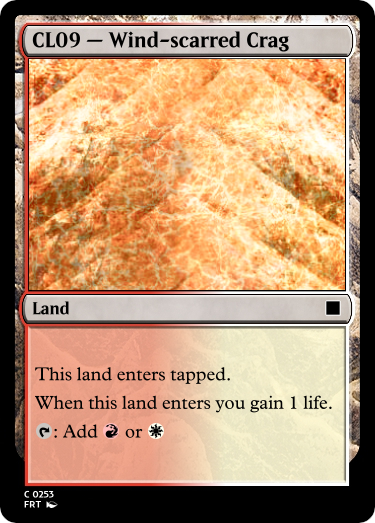 CL09 — Wind-scarred Crag
Land
This land enters tapped.
When this land enters you gain 1 life.
: Add or
C 0253
FRT